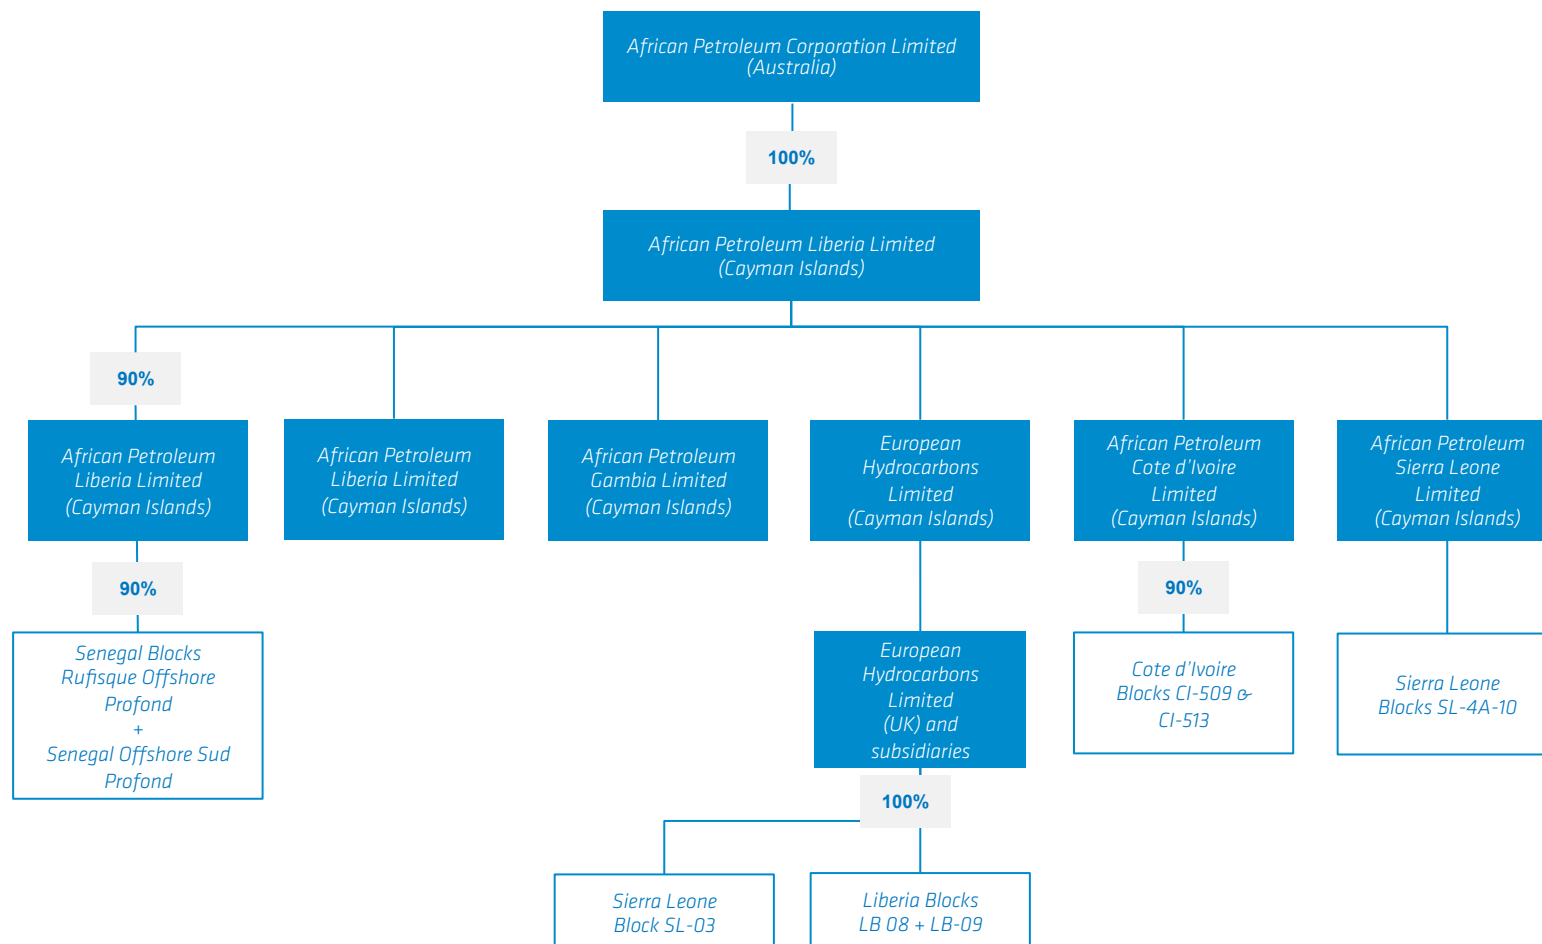 African Petroleum Corporation Limited
(Australia)
100%
African Petroleum Liberia Limited
(Cayman Islands)
90%
African Petroleum
Liberia Limited
(Cayman Islands)
African Petroleum
Liberia Limited
(Cayman Islands)
African Petroleum
Gambia Limited
(Cayman Islands)
European
Hydrocarbons
Limited
(Cayman Islands)
African Petroleum
Cote d'Ivoire
Limited
(Cayman Islands)
African Petroleum
Sierra Leone
Limited
(Cayman Islands)
90%
90%
Senegal Blocks
Rufisque Offshore
Profond
+
Senegal Offshore Sud
Profond
European
Hydrocarbons
Limited
(UK) and
subsidiaries
Cote d'Ivoire
Blocks CI-509 &
CI-513
Sierra Leone
Blocks SL-4A-10
100%
Sierra Leone
Block SL-03
Liberia Blocks
LB 08 + LB-09